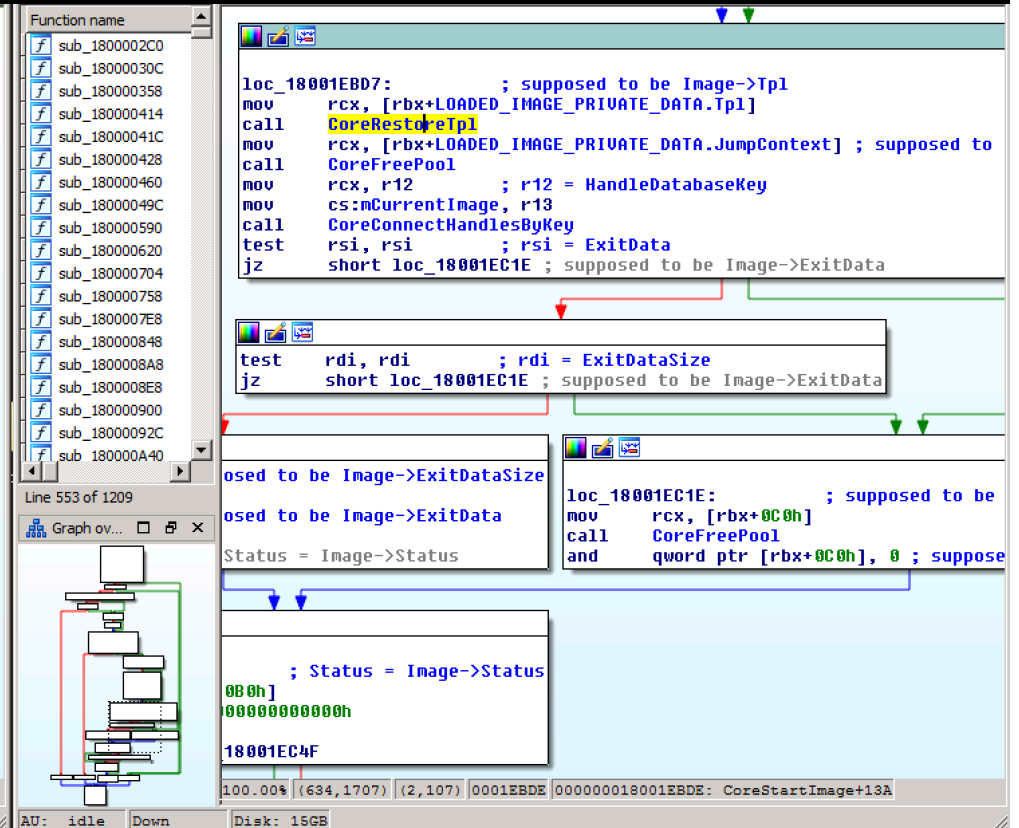 Function name
f sub_1800002C0
f sub_18000030C
f sub_180000358
f sub_180000414
f sub_18000041C
f sub_180000428
f sub_180000460
f sub_18000049C
f sub_180000590
f sub_180000620
f sub_180000704
f sub_180000758
f sub_1800007E8
f sub_180000848
f sub_1800008A8
f sub_1800008E8
f sub_180000900
f sub_18000092C
f sub_180000A40
Line 553 of 1209
Graph ov...
loc_18001EBD7: ; supposed to be Image->Tpl
mov rcx, [rbx+LOADED_IMAGE_PRIVATE_DATA.Tpl]
call CoreRestoreTpl
mov rcx, [rbx+LOADED_IMAGE_PRIVATE_DATA.JumpContext] ; supposed to
call CoreFreePool
mov rcx, r12 ; r12 = HandleDatabaseKey
mov cs:mCurrentImage, r13
call CoreConnectHandlesByKey
test rsi, rsi ; rsi = ExitData
jz short loc_18001EC1E ; supposed to be Image->ExitData
test rdi, rdi ; rdi = ExitDataSize
jz short loc_18001EC1E ; supposed to be Image->ExitData
osed to be Image->ExitDataSize
osed to be Image->ExitData
Status = Image->Status
loc_18001EC1E: ; supposed to be
mov rcx, [rbx+0C0h]
call CoreFreePool
and qword ptr [rbx+0C0h], 0 ; suppose
; Status = Image->Status
0B0h]
00000000000h
_18001EC4F
100.00% (634,1707) (2,107) 0001EBDE 000000018001EBDE: CoreStartImage+13A
AU: idle Down Disk: 15GB